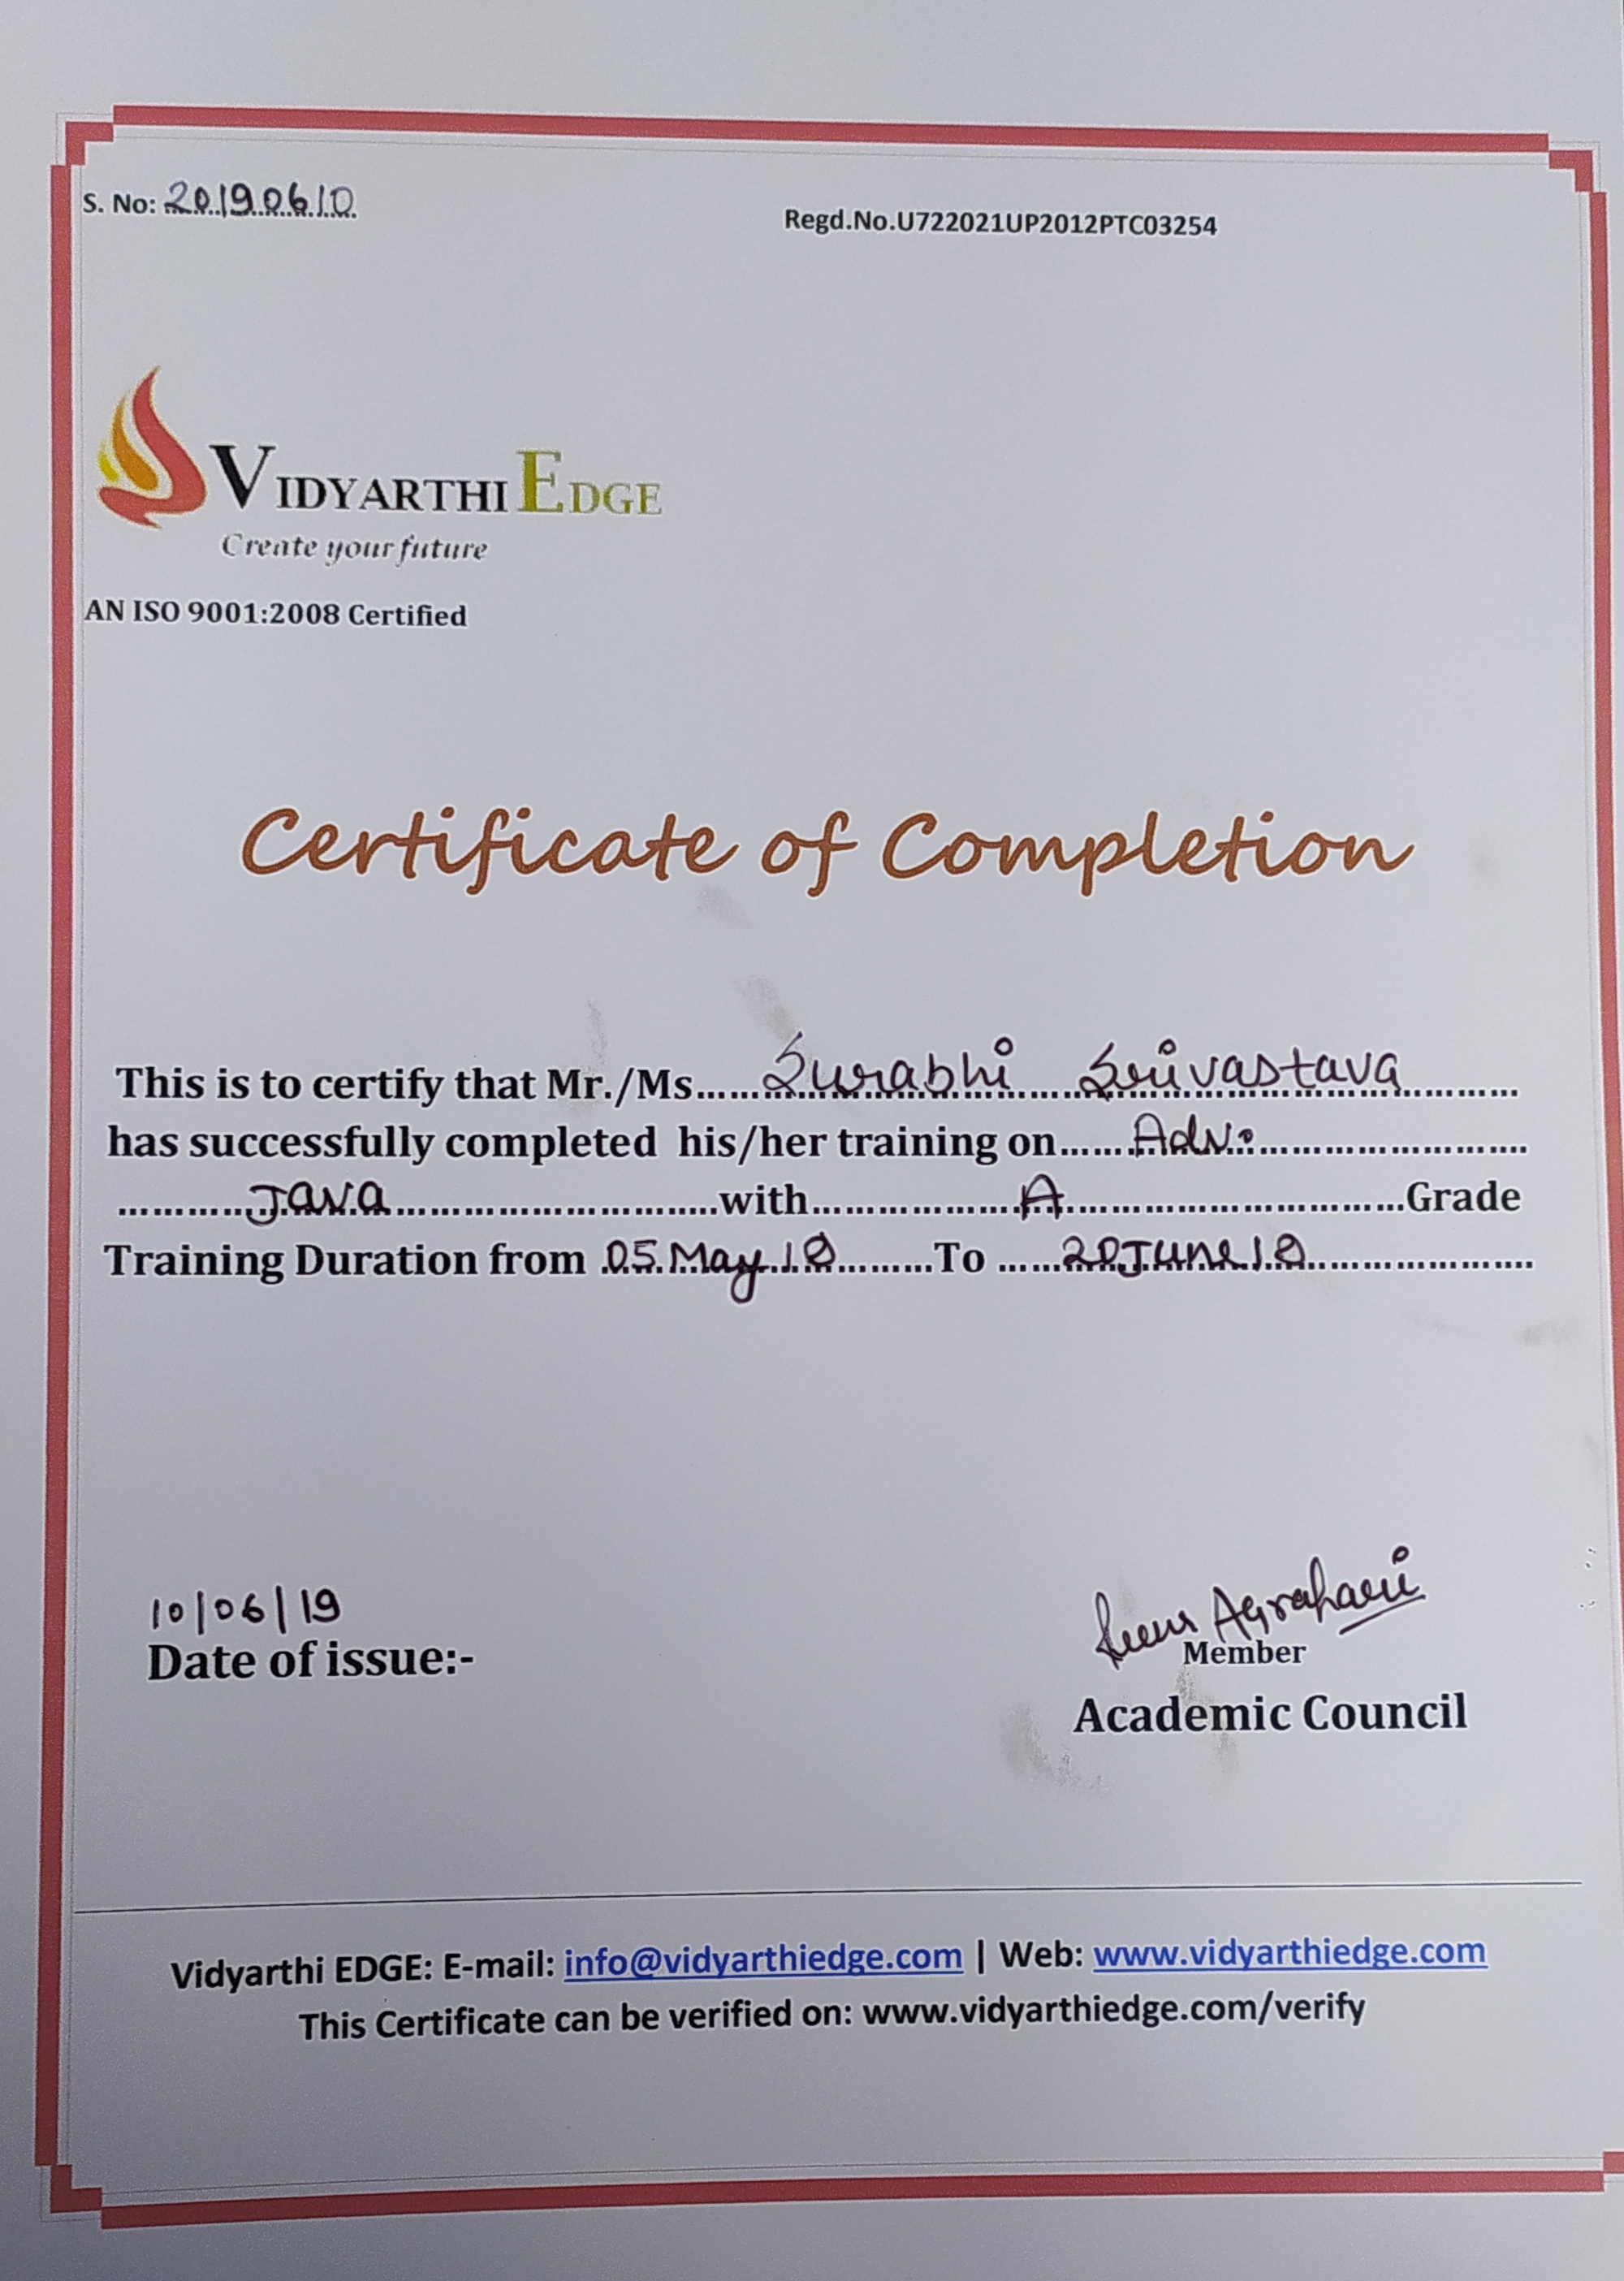 S. No: 20190610
Regd.No.U722021UP2012PTC03254
VIDYARTHI EDGE
Create your future
AN ISO 9001:2008 Certified
Certificate of Completion
This is to certify that Mr./Ms......Surabhi Srivastava............
has successfully completed his/her training on......Adv...............................
............Java....................................with....................A....................................Grade
Training Duration from 05 May 18..........To ......20 June 18.........................
10/06/19
Date of issue:-
Agrahari
Member
Academic Council
Vidyarthi EDGE: E-mail: info@vidyarthiedge.com | Web: www.vidyarthiedge.com
This Certificate can be verified on: www.vidyarthiedge.com/verify